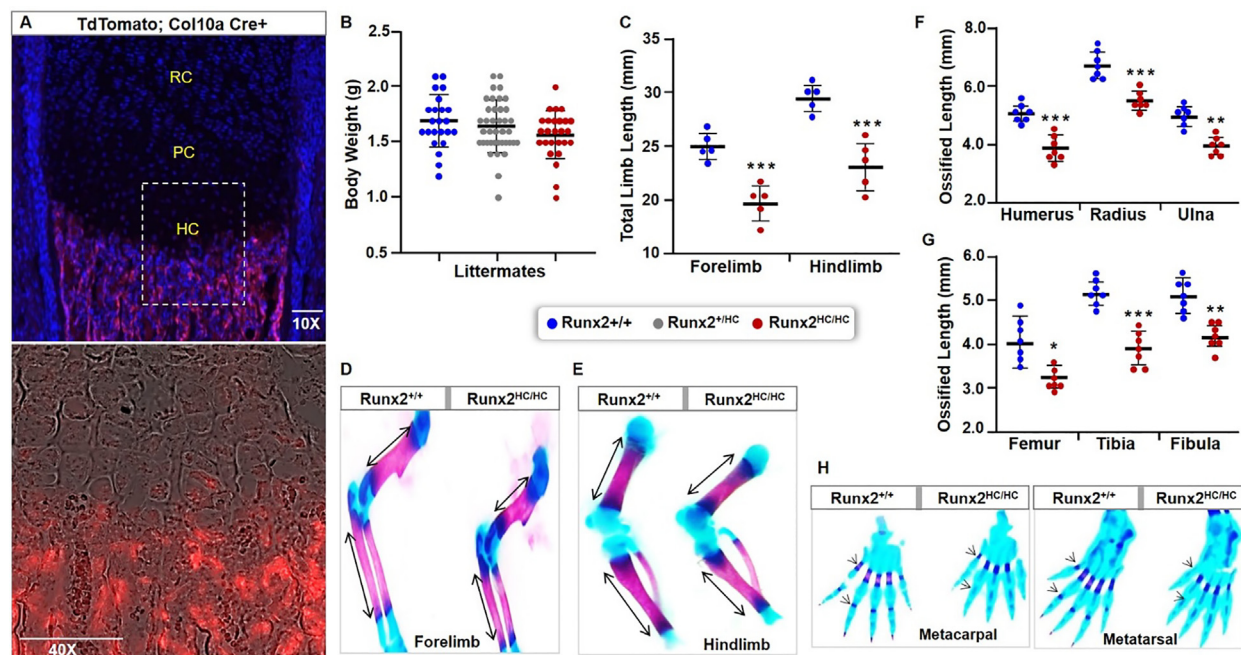 A
TdTomato; Col10a Cre+
RC
PC
HC
10X
40X
B
Body Weight (g)
2.5
2.0
1.5
1.0
0.5
Littermates
C
Total Limb Length (mm)
35
30
25
20
15
10
***
***
Forelimb
Hindlimb
Runx2+/+
Runx2+/HC
Runx2HC/HC
D
Runx2+/+
Runx2HC/HC
Forelimb
E
Runx2+/+
Runx2HC/HC
Hindlimb
F
Ossified Length (mm)
8.0
6.0
4.0
2.0
***
***
**
Humerus
Radius
Ulna
G
Ossified Length (mm)
6.0
5.0
4.0
3.0
2.0
*
***
**
Femur
Tibia
Fibula
H
Runx2+/+
Runx2HC/HC
Metacarpal
Runx2+/+
Runx2HC/HC
Metatarsal